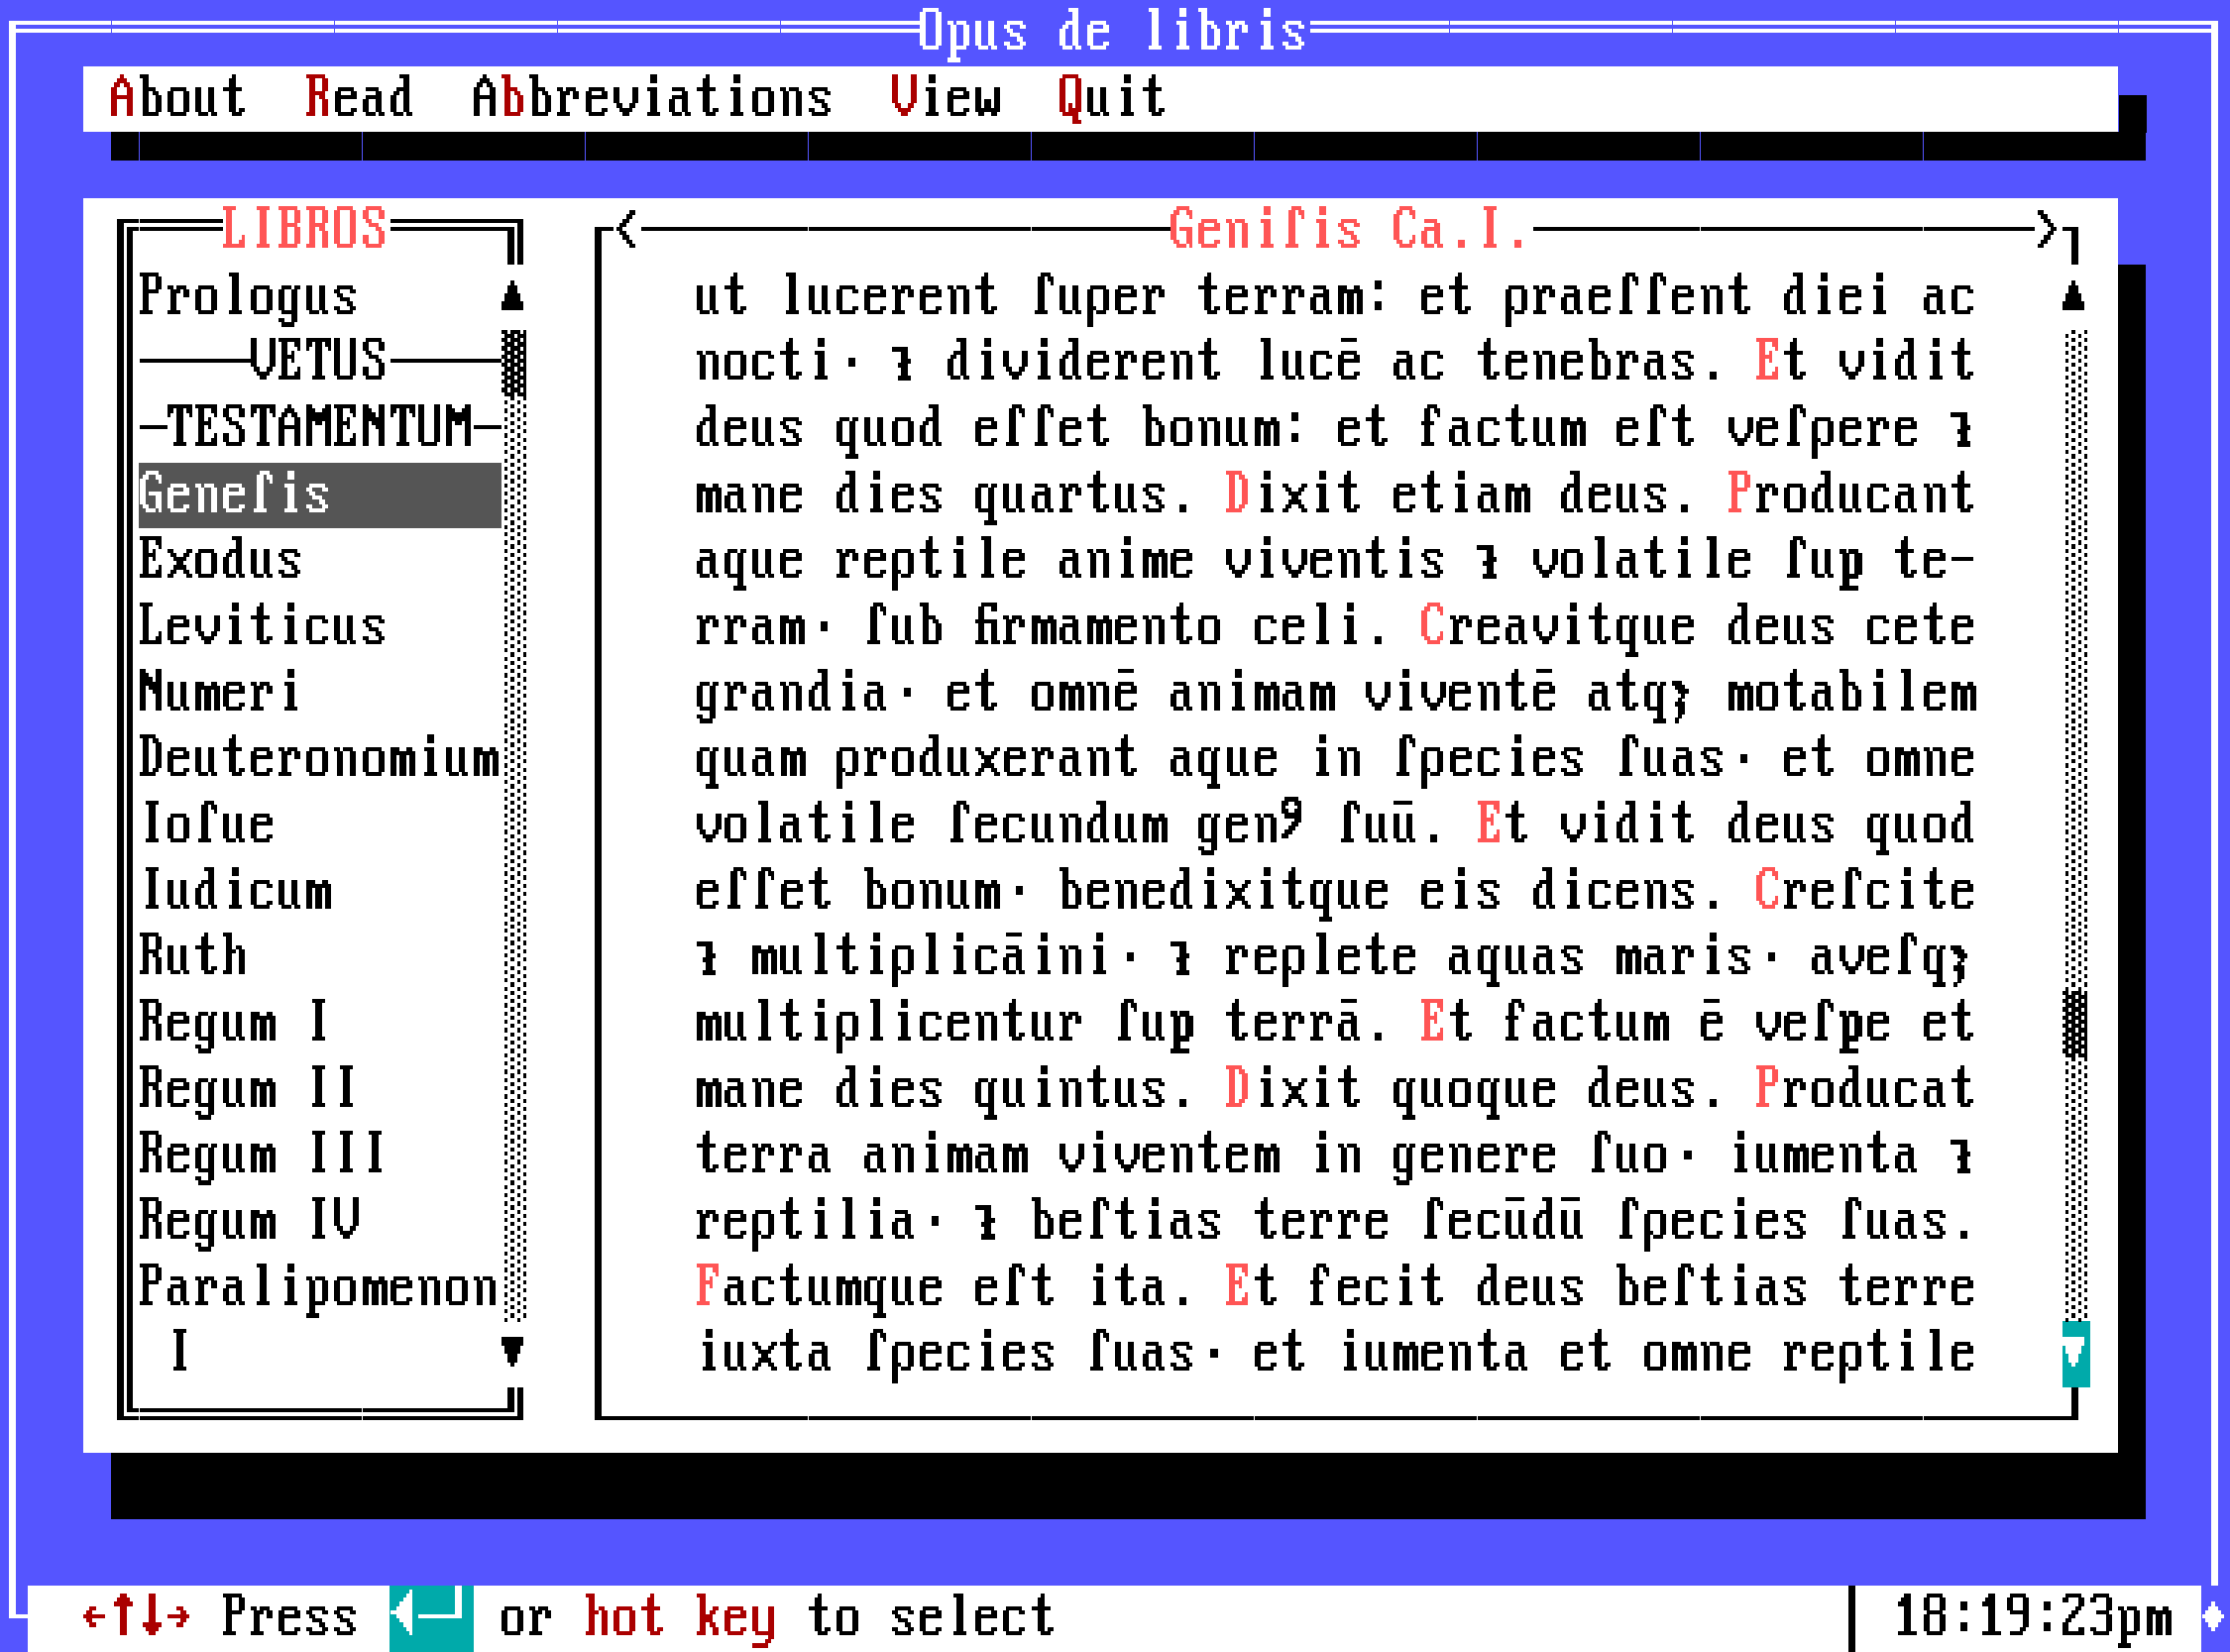 Opus de libris
About Read Abbreviations View Quit
LIBROS
Prologus
VETUS
TESTAMENTUM
Geneſis
Exodus
Leviticus
Numeri
Deuteronomium
Ioſue
Iudicum
Ruth
Regum I
Regum II
Regum III
Regum IV
Paralipomenon
I
Geniſis Ca.I.
ut lucerent ſuper terram: et praeſſent diei ac
nocti· ⁊ dividerent lucē ac tenebras. Et vidit
deus quod eſſet bonum: et factum eſt veſpere ⁊
mane dies quartus. Dixit etiam deus. Producant
aque reptile anime viventis ⁊ volatile ſuꝑ te-
rram· ſub firmamento celi. Creavitque deus cete
grandia· et omnē animam viventē atqꝫ motabilem
quam produxerant aque in ſpecies ſuas· et omne
volatile ſecundum genꝰ ſuū. Et vidit deus quod
eſſet bonum· benedixitque eis dicens. Creſcite
⁊ multiplicāini· ⁊ replete aquas maris· aveſqꝫ
multiplicentur ſuꝑ terrā. Et factum ē veſꝑe et
mane dies quintus. Dixit quoque deus. Producat
terra animam viventem in genere ſuo· iumenta ⁊
reptilia· ⁊ beſtias terre ſecūdū ſpecies ſuas.
Factumque eſt ita. Et fecit deus beſtias terre
iuxta ſpecies ſuas· et iumenta et omne reptile
←↑↓→ Press ↵ or hot key to select
18:19:23pm